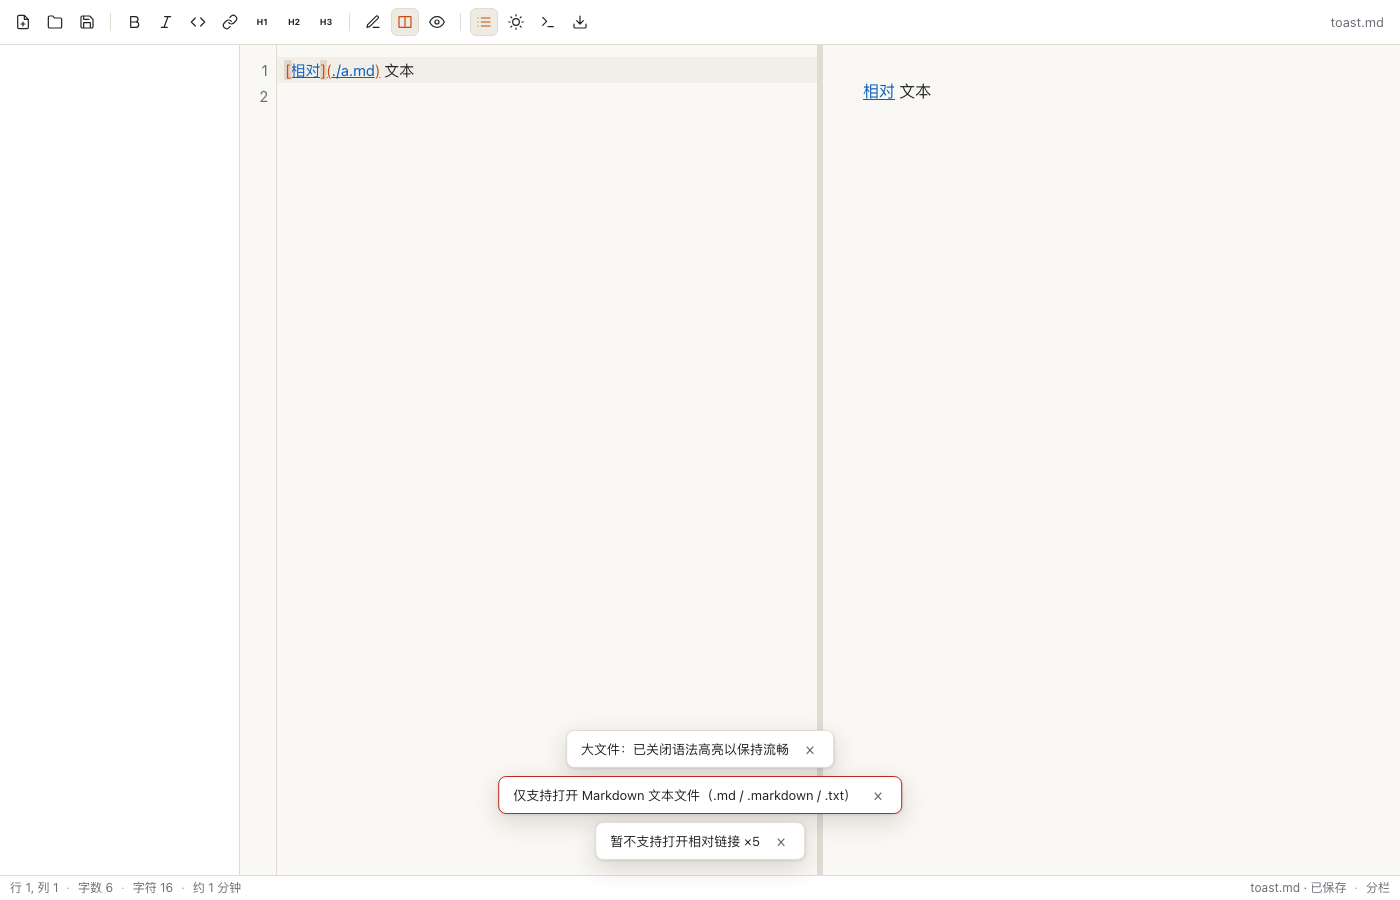 B I H1 H2 H3 toast.md
1 [相对](./a.md) 文本
2
相对 文本
大文件：已关闭语法高亮以保持流畅 ×
仅支持打开 Markdown 文本文件（.md / .markdown / .txt） ×
暂不支持打开相对链接 ×5 ×
行 1, 列 1 · 字数 6 · 字符 16 · 约 1 分钟
toast.md · 已保存 · 分栏